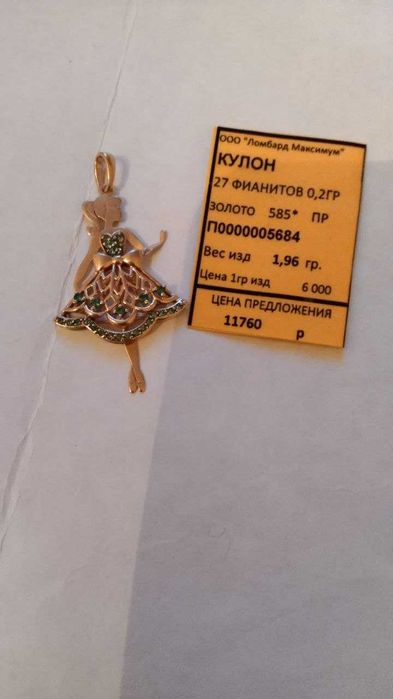 ООО "Ломбард Максимум"
КУЛОН
27 ФИАНИТОВ 0,2ГР
ЗОЛОТО 585* ПР
П0000005684
Вес изд 1,96 гр.
Цена 1гр изд 6 000
ЦЕНА ПРЕДЛОЖЕНИЯ
11760 р